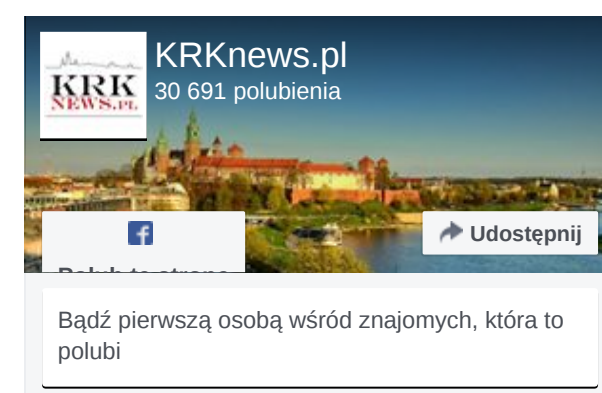 KRK
NEWS.PL
KRKnews.pl
30 691 polubienia
Udostępnij
Bądź pierwszą osobą wśród znajomych, która to
polubi